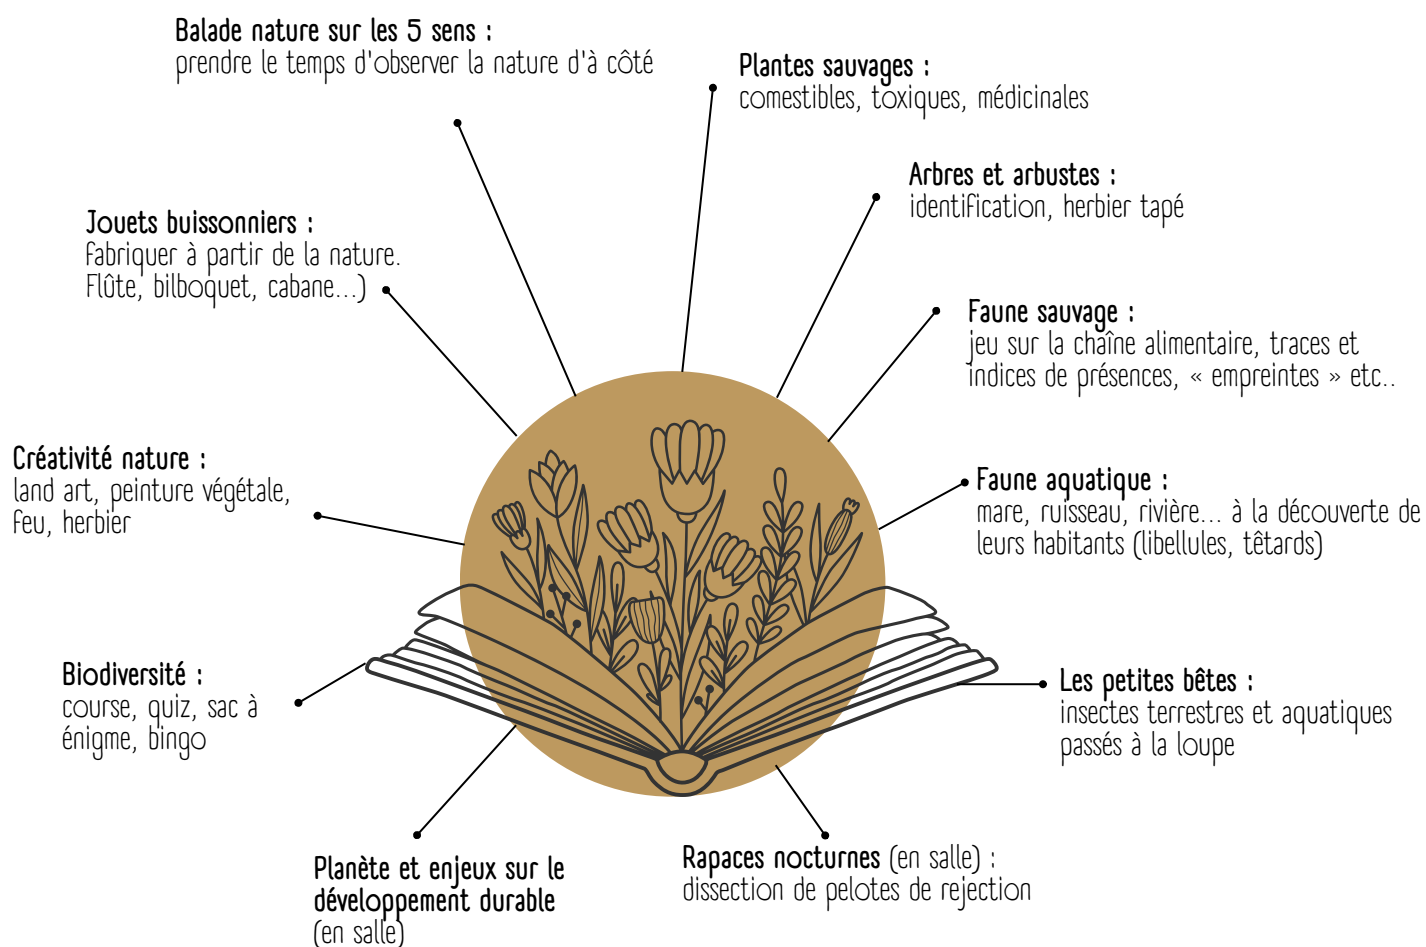 Balade nature sur les 5 sens :
prendre le temps d'observer la nature d'à côté
Plantes sauvages :
comestibles, toxiques, médicinales
Arbres et arbustes :
identification, herbier tapé
Jouets buissonniers :
fabriquer à partir de la nature.
Flûte, bilboquet, cabane...)
Faune sauvage :
jeu sur la chaîne alimentaire, traces et
indices de présences, « empreintes » etc..
Créativité nature :
land art, peinture végétale,
feu, herbier
Faune aquatique :
mare, ruisseau, rivière... à la découverte de
leurs habitants (libellules, têtards)
Biodiversité :
course, quiz, sac à
énigme, bingo
Les petites bêtes :
insectes terrestres et aquatiques
passés à la loupe
Planète et enjeux sur le
développement durable
(en salle)
Rapaces nocturnes (en salle) :
dissection de pelotes de rejection